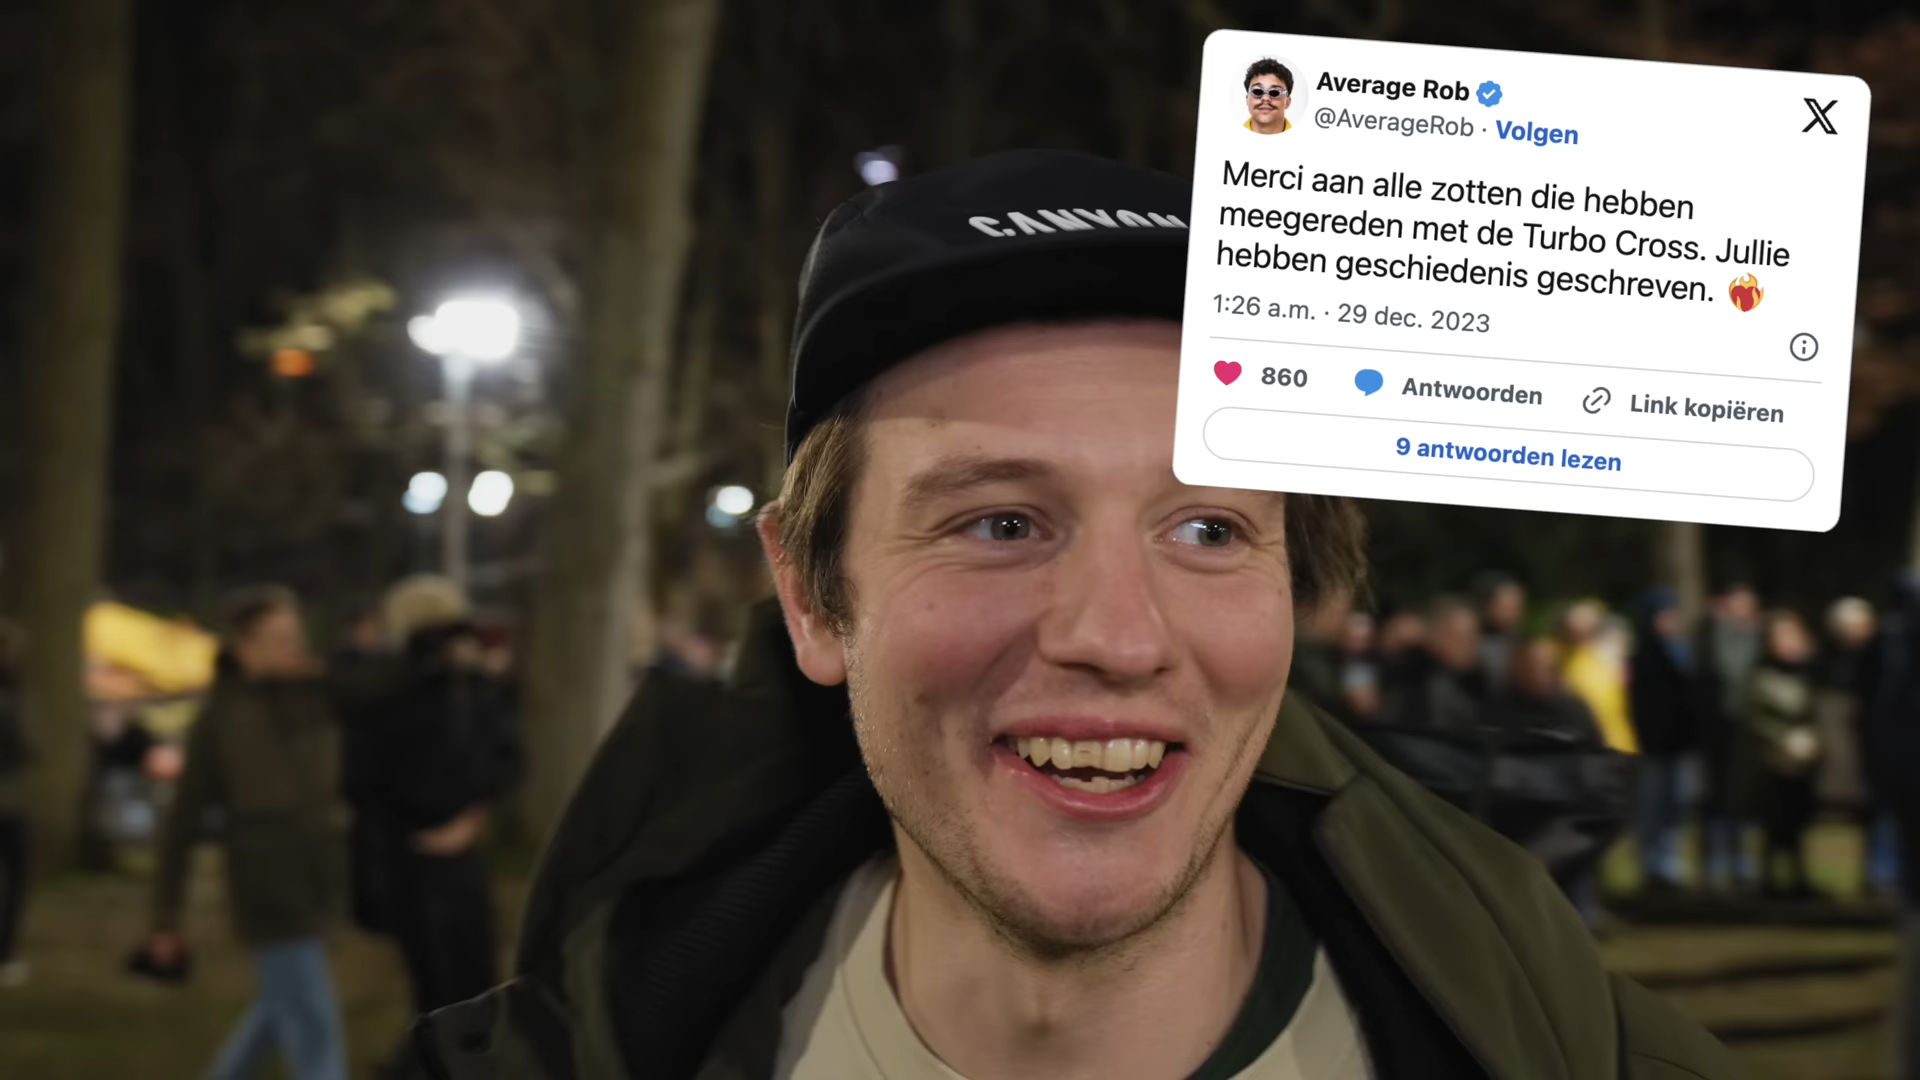 CANYON
Average Rob
@AverageRob · Volgen
Merci aan alle zotten die hebben
meegereden met de Turbo Cross. Jullie
hebben geschiedenis geschreven. ❤️‍🔥
1:26 a.m. · 29 dec. 2023
860 Antwoorden Link kopiëren
9 antwoorden lezen